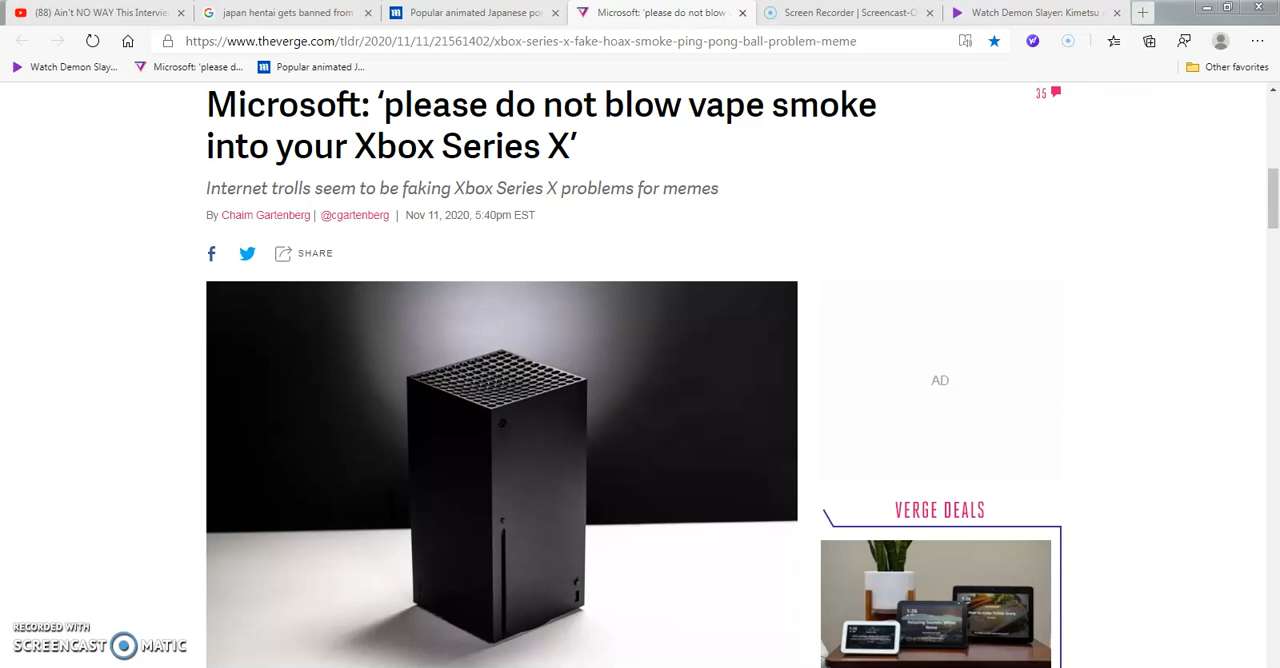 (88) Ain't NO WAY This Intervie
japan hentai gets banned from
Popular animated Japanese po
Microsoft: 'please do not blow v
Screen Recorder | Screencast-O
Watch Demon Slayer: Kimetsu
https://www.theverge.com/tldr/2020/11/11/21561402/xbox-series-x-fake-hoax-smoke-ping-pong-ball-problem-meme
Watch Demon Slay...
Microsoft: 'please d...
Popular animated J...
Other favorites
Microsoft: ‘please do not blow vape smoke
into your Xbox Series X’
35
Internet trolls seem to be faking Xbox Series X problems for memes
By Chaim Gartenberg | @cgartenberg | Nov 11, 2020, 5:40pm EST
SHARE
AD
VERGE DEALS
RECORDED WITH
SCREENCAST MATIC